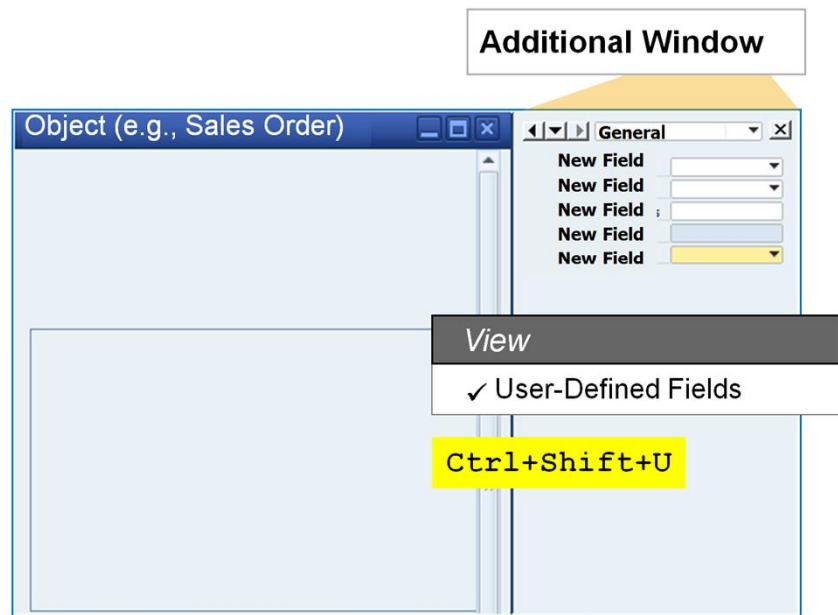 Additional Window
Object (e.g., Sales Order)
General
New Field
New Field
New Field s
New Field
New Field
View
✓ User-Defined Fields
Ctrl+Shift+U